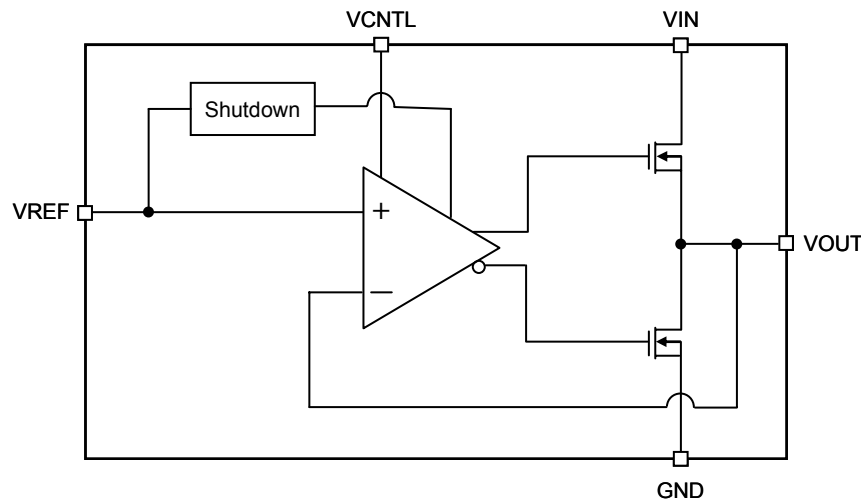 VCNTL
VIN
Shutdown
VREF
+
−
VOUT
GND